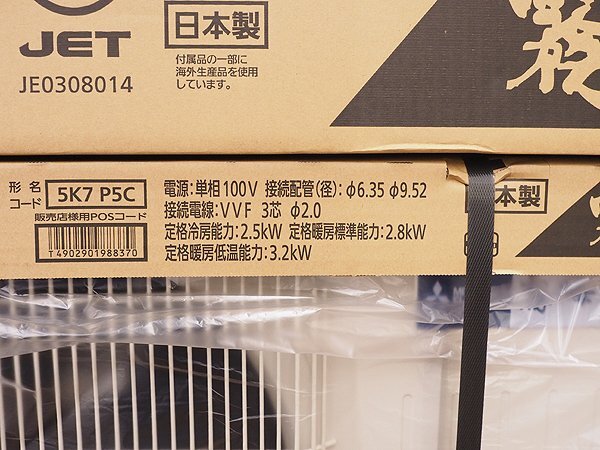 JET
JE0308014
日本製
付属品の一部に
海外生産品を使用
しています。
形名
コード
5K7 P5C
販売店様用POSコード
T4902901988370
電源:単相100V 接続配管(径):φ6.35 φ9.52
接続電線:VVF 3芯 φ2.0
定格冷房能力:2.5kW 定格暖房標準能力:2.8kW
定格暖房低温能力:3.2kW
本製